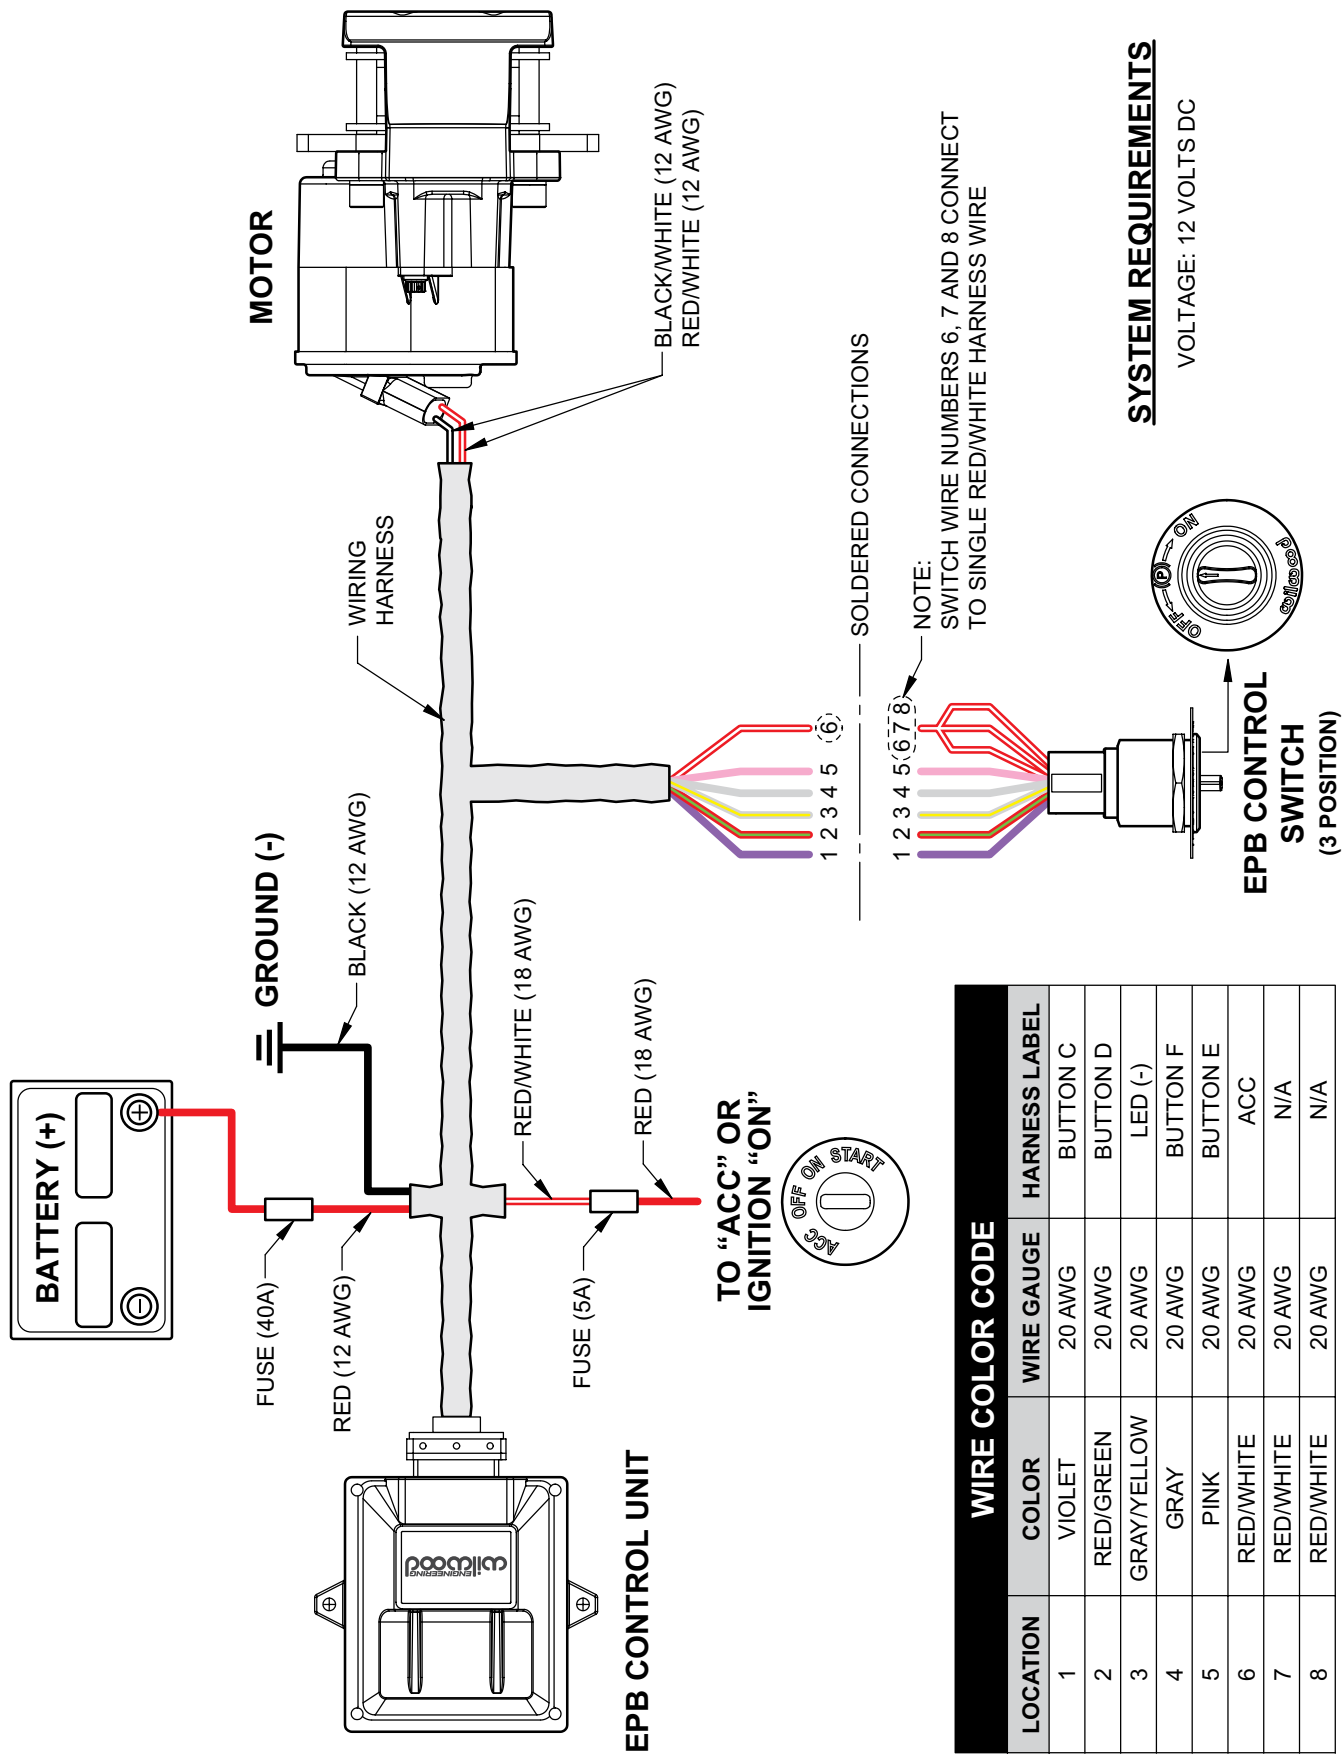 BATTERY (+)
FUSE (40A)
RED (12 AWG)
GROUND (-)
BLACK (12 AWG)
MOTOR
WIRING
HARNESS
BLACK/WHITE (12 AWG)
RED/WHITE (12 AWG)
ENGINEERING
wilwood
EPB CONTROL UNIT
RED/WHITE (18 AWG)
FUSE (5A)
RED (18 AWG)
TO “ACC” OR
IGNITION “ON”
ACC OFF ON START
1 2 3 4 5 6
SOLDERED CONNECTIONS
1 2 3 4 5 6 7 8
NOTE:
SWITCH WIRE NUMBERS 6, 7 AND 8 CONNECT
TO SINGLE RED/WHITE HARNESS WIRE
EPB CONTROL
SWITCH
(3 POSITION)
OFF (P) ON
wilwood
SYSTEM REQUIREMENTS
VOLTAGE: 12 VOLTS DC
WIRE COLOR CODE
LOCATION COLOR WIRE GAUGE HARNESS LABEL
1 VIOLET 20 AWG BUTTON C
2 RED/GREEN 20 AWG BUTTON D
3 GRAY/YELLOW 20 AWG LED (-)
4 GRAY 20 AWG BUTTON F
5 PINK 20 AWG BUTTON E
6 RED/WHITE 20 AWG ACC
7 RED/WHITE 20 AWG N/A
8 RED/WHITE 20 AWG N/A